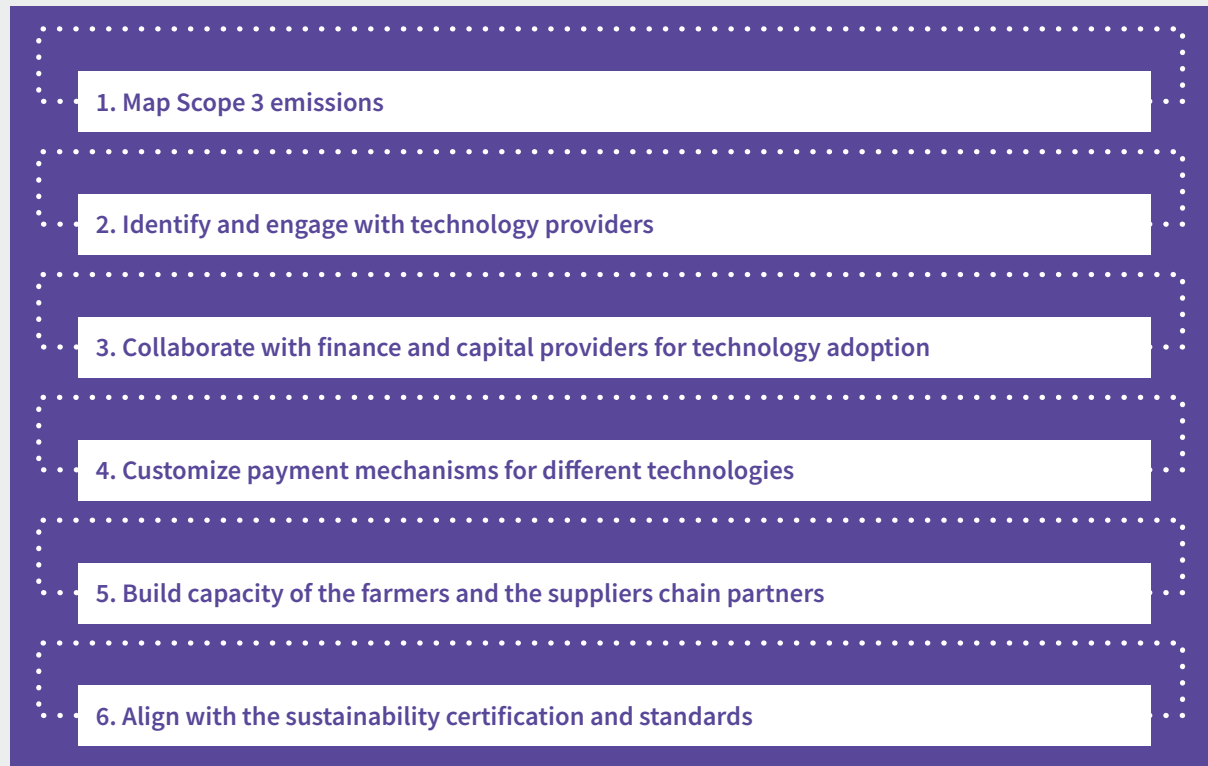 1. Map Scope 3 emissions
2. Identify and engage with technology providers
3. Collaborate with finance and capital providers for technology adoption
4. Customize payment mechanisms for different technologies
5. Build capacity of the farmers and the suppliers chain partners
6. Align with the sustainability certification and standards